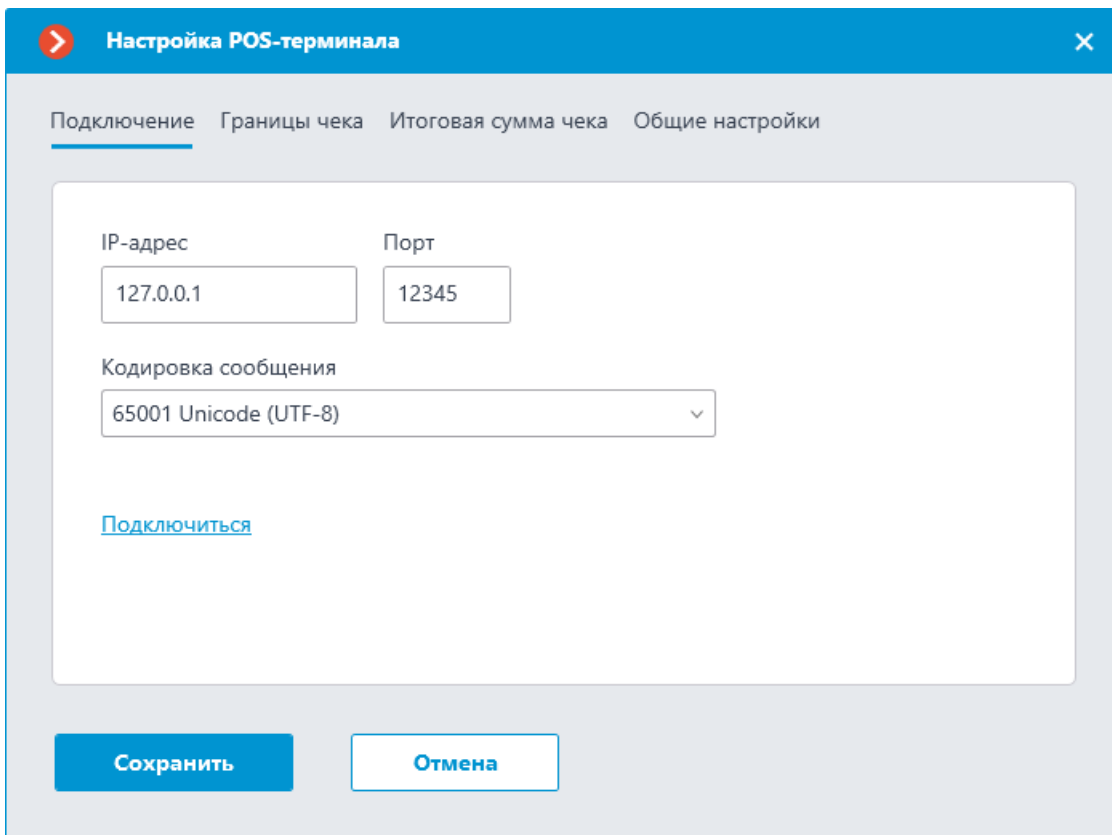 Настройка POS-терминала
Подключение Границы чека Итоговая сумма чека Общие настройки
IP-адрес Порт
127.0.0.1 12345
Кодировка сообщения
65001 Unicode (UTF-8)
Подключиться
Сохранить Отмена